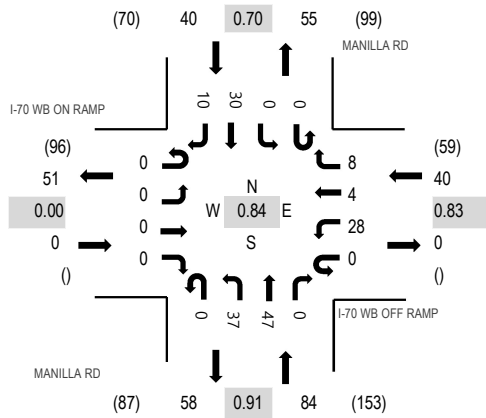 (70) 40 0.70 55 (99)
MANILLA RD
10 30 0 0
I-70 WB ON RAMP
(96) (59)
0 8
51 40
N
0 4
0.00 W 0.84 E 0.83
0 28
S
0 0
0 0
() ()
0 37 47 0
I-70 WB OFF RAMP
MANILLA RD
(87) 58 0.91 84 (153)